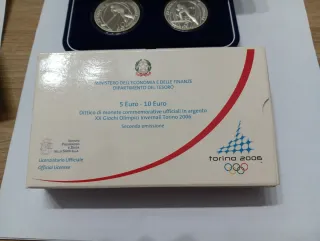 MINISTERO DELL'ECONOMIA E DELLE FINANZE
DIPARTIMENTO DEL TESORO
5 Euro - 10 Euro
Dittico di monete commemorative ufficiali in argento
XX Giochi Olimpici Invernali Torino 2006
Seconda emissione
Licenziatario Ufficiale
Official Licensee
torino 2006